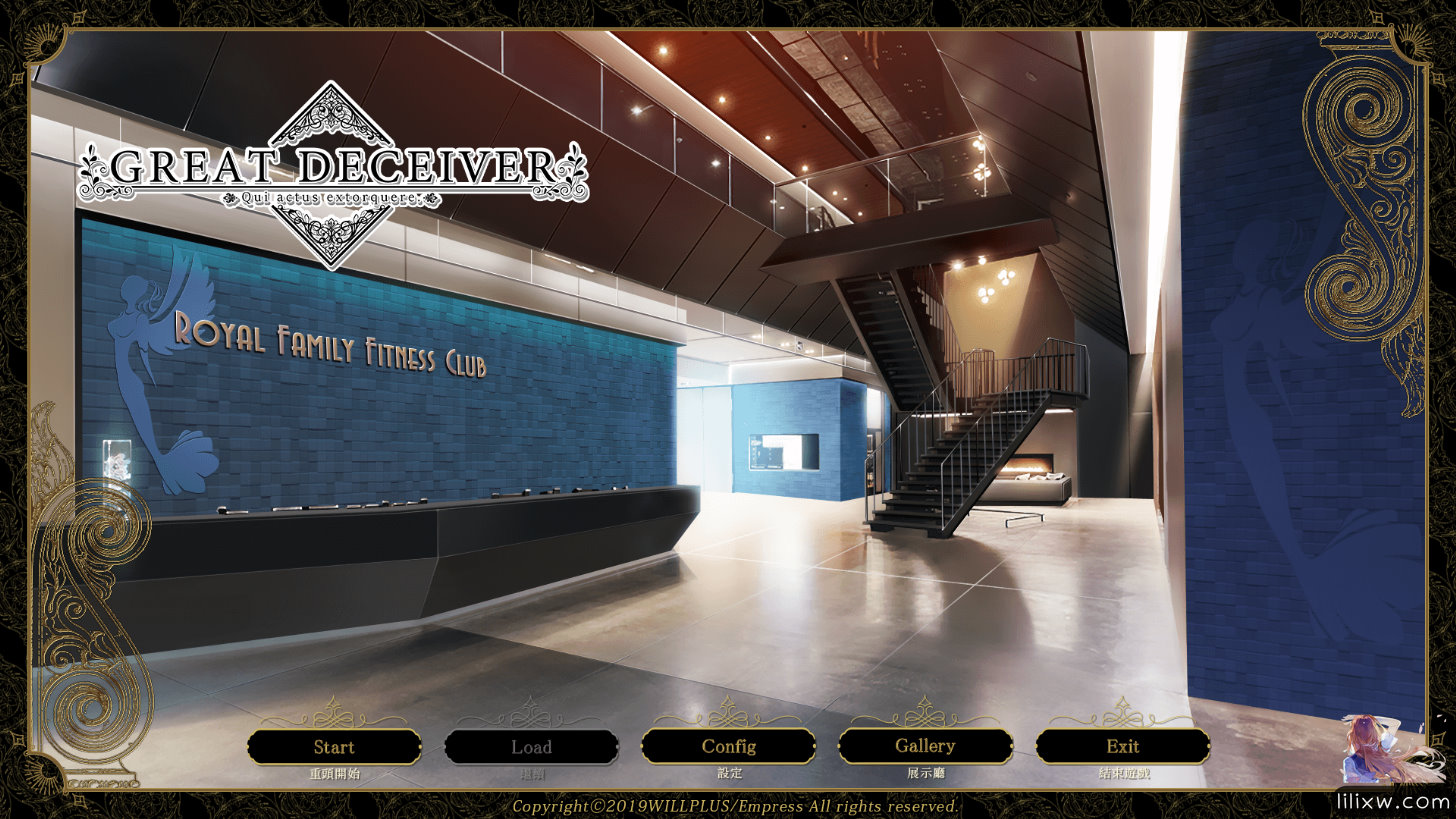 GREAT DECEIVER
Qui actus extorquere
ROYAL FAMILY FITNESS CLUB
Start
重頭開始
Load
Config
設定
Gallery
展示廳
Exit
結束遊戲
Copyright©2019WILLPLUS/Empress All rights reserved.
lilixw.com